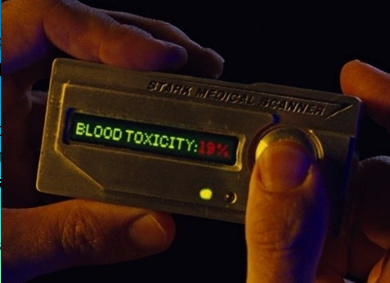 STARK MEDICAL SCANNER
BLOOD TOXICITY:19%